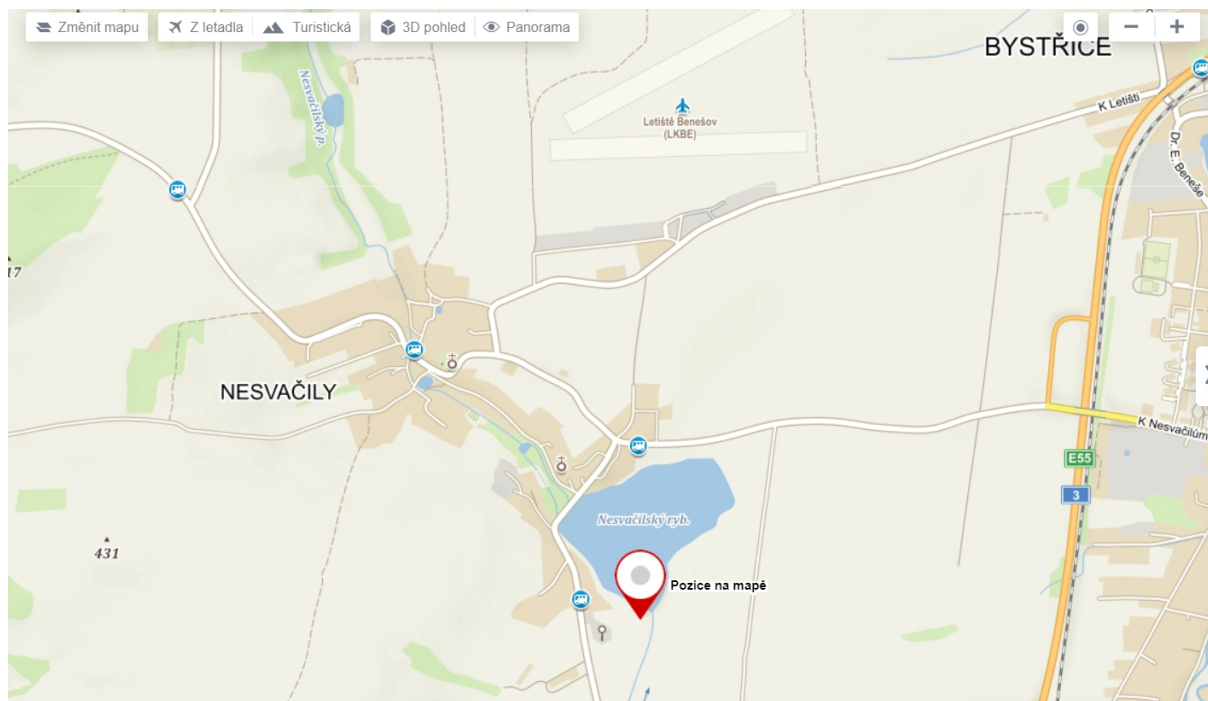 Změnit mapu
Z letadla
Turistická
3D pohled
Panorama
BYSTŘICE
Nesvačilský p.
Letiště Benešov
(LKBE)
K Letišti
Dr. E. Beneše
NESVAČILY
K Nesvačilům
E55
3
Nesvačilský ryb.
431
Pozice na mapě